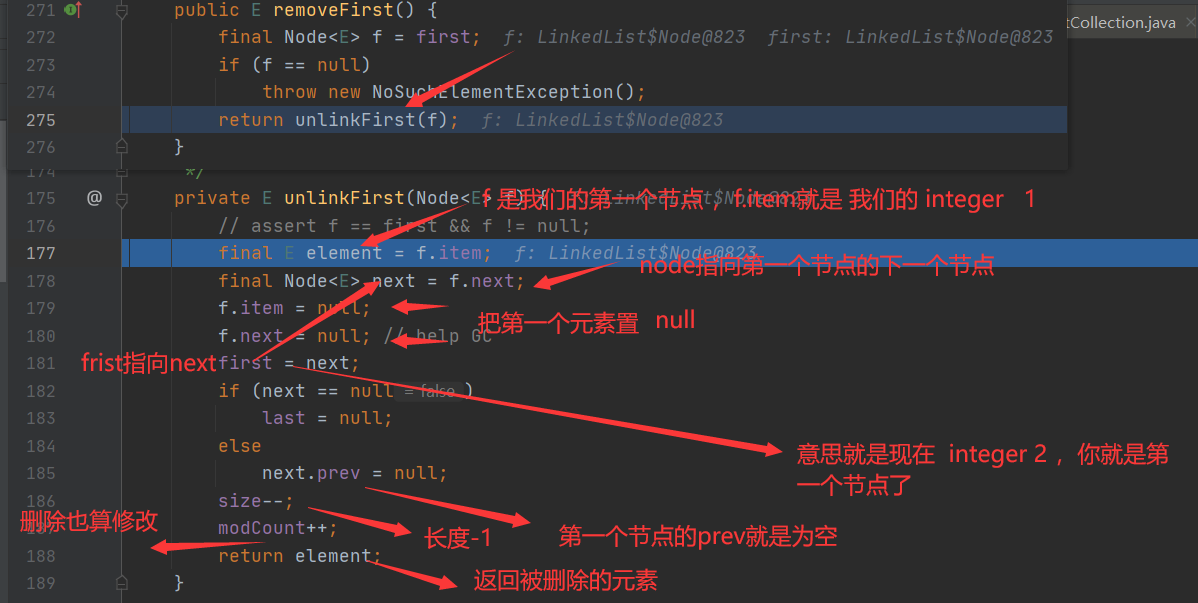 271 public E removeFirst() {
272 final Node<E> f = first; f: LinkedList$Node@823 first: LinkedList$Node@823
tCollection.java
273 if (f == null)
274 throw new NoSuchElementException();
275 return unlinkFirst(f); f: LinkedList$Node@823
276 }
174 */
175 @ private E unlinkFirst(Node<E> f) {
f 是我们的第一个节点，f.item就是 我们的 integer 1
176 // assert f == first && f != null;
177 final E element = f.item; f: LinkedList$Node@823
node指向第一个节点的下一个节点
178 final Node<E> next = f.next;
179 f.item = null;
把第一个元素置 null
180 f.next = null; // help GC
frist指向next
181 first = next;
182 if (next == null = false )
183 last = null;
184 else
意思就是现在 integer 2 ，你就是第
一个节点了
185 next.prev = null;
186 size--;
删除也算修改
187 modCount++;
长度-1
第一个节点的prev就是为空
188 return element;
返回被删除的元素
189 }